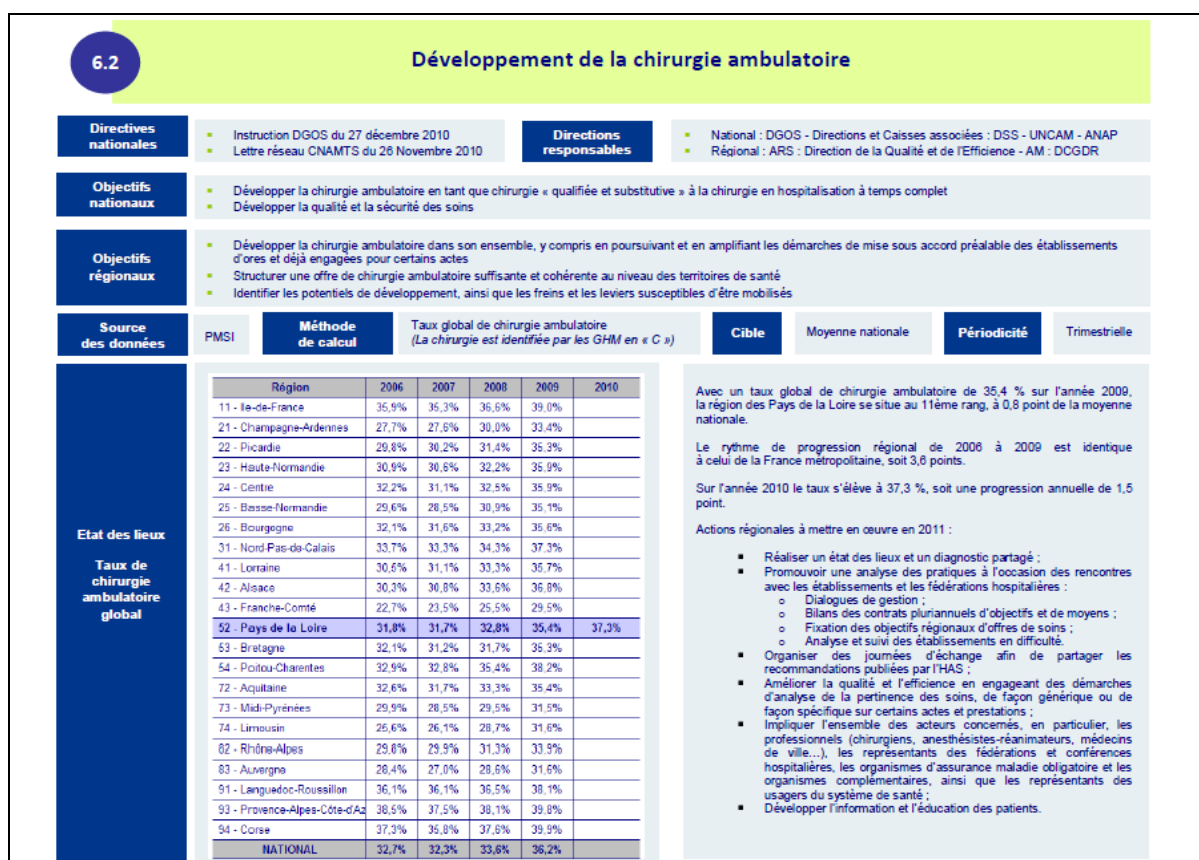 6.2
Développement de la chirurgie ambulatoire
Directives
nationales
Instruction DGOS du 27 décembre 2010
Lettre réseau CNAMTS du 26 Novembre 2010
Directions
responsables
National : DGOS - Directions et Caisses associées : DSS - UNCAM - ANAP
Régional : ARS : Direction de la Qualité et de l'Efficience - AM : DCGDR
Objectifs
nationaux
Développer la chirurgie ambulatoire en tant que chirurgie « qualifiée et substitutive » à la chirurgie en hospitalisation à temps complet
Développer la qualité et la sécurité des soins
Objectifs
régionaux
Développer la chirurgie ambulatoire dans son ensemble, y compris en poursuivant et en amplifiant les démarches de mise sous accord préalable des établissements
d'ores et déjà engagées pour certains actes
Structurer une offre de chirurgie ambulatoire suffisante et cohérente au niveau des territoires de santé
Identifier les potentiels de développement, ainsi que les freins et les leviers susceptibles d'être mobilisés
Source
des données
PMSI
Méthode
de calcul
Taux global de chirurgie ambulatoire
(La chirurgie est identifiée par les GHM en « C »)
Cible
Moyenne nationale
Périodicité
Trimestrielle
Etat des lieux
Taux de
chirurgie
ambulatoire
global
Région 2006 2007 2008 2009 2010
11 - Ile-de-France 35,9% 35,3% 36,6% 39,0%
21 - Champagne-Ardennes 27,7% 27,6% 30,0% 33,4%
22 - Picardie 29,8% 30,2% 31,4% 35,3%
23 - Haute-Normandie 30,9% 30,6% 32,2% 35,9%
24 - Centre 32,2% 31,1% 32,5% 35,9%
25 - Basse-Normandie 29,6% 28,5% 30,9% 35,1%
26 - Bourgogne 32,1% 31,6% 33,2% 35,6%
31 - Nord-Pas-de-Calais 33,7% 33,3% 34,3% 37,3%
41 - Lorraine 30,5% 31,1% 33,3% 35,7%
42 - Alsace 30,3% 30,8% 33,6% 36,8%
43 - Franche-Comté 22,7% 23,5% 25,5% 29,5%
52 - Pays de la Loire 31,8% 31,7% 32,8% 35,4% 37,3%
53 - Bretagne 32,1% 31,2% 31,7% 35,3%
54 - Poitou-Charentes 32,9% 32,8% 35,4% 38,2%
72 - Aquitaine 32,6% 31,7% 33,3% 35,4%
73 - Midi-Pyrénées 29,9% 28,5% 29,5% 31,5%
74 - Limousin 25,6% 26,1% 28,7% 31,6%
82 - Rhône-Alpes 29,8% 29,9% 31,3% 33,9%
83 - Auvergne 28,4% 27,0% 28,6% 31,6%
91 - Languedoc-Roussillon 36,1% 36,1% 36,5% 38,1%
93 - Provence-Alpes-Côte-d'Az 38,5% 37,5% 38,1% 39,8%
94 - Corse 37,3% 35,8% 37,6% 39,9%
NATIONAL 32,7% 32,3% 33,6% 36,2%
Avec un taux global de chirurgie ambulatoire de 35,4 % sur l'année 2009,
la région des Pays de la Loire se situe au 11ème rang, à 0,8 point de la moyenne
nationale.
Le rythme de progression régional de 2006 à 2009 est identique
à celui de la France métropolitaine, soit 3,6 points.
Sur l'année 2010 le taux s'élève à 37,3 %, soit une progression annuelle de 1,5
point.
Actions régionales à mettre en œuvre en 2011 :
Réaliser un état des lieux et un diagnostic partagé ;
Promouvoir une analyse des pratiques à l'occasion des rencontres
avec les établissements et les fédérations hospitalières :
Dialogues de gestion ;
Bilans des contrats pluriannuels d'objectifs et de moyens ;
Fixation des objectifs régionaux d'offres de soins ;
Analyse et suivi des établissements en difficulté.
Organiser des journées d'échange afin de partager les
recommandations publiées par l'HAS ;
Améliorer la qualité et l'efficience en engageant des démarches
d'analyse de la pertinence des soins, de façon générique ou de
façon spécifique sur certains actes et prestations ;
Impliquer l'ensemble des acteurs concernés, en particulier, les
professionnels (chirurgiens, anesthésistes-réanimateurs, médecins
de ville...), les représentants des fédérations et conférences
hospitalières, les organismes d'assurance maladie obligatoire et les
organismes complémentaires, ainsi que les représentants des
usagers du système de santé ;
Développer l'information et l'éducation des patients.